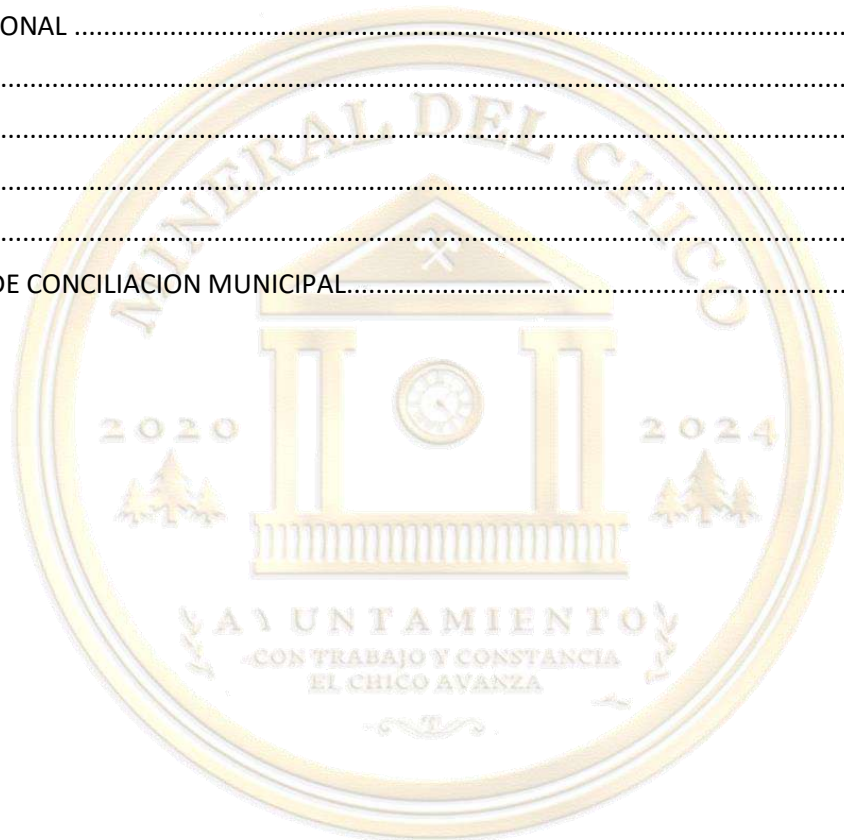 ONAL ..........................................................................................................
....................................................................................................................
....................................................................................................................
....................................................................................................................
....................................................................................................................
DE CONCILIACION MUNICIPAL.....................................................................
MINERAL DEL CHICO
2020 2024
AYUNTAMIENTO
CON TRABAJO Y CONSTANCIA
EL CHICO AVANZA